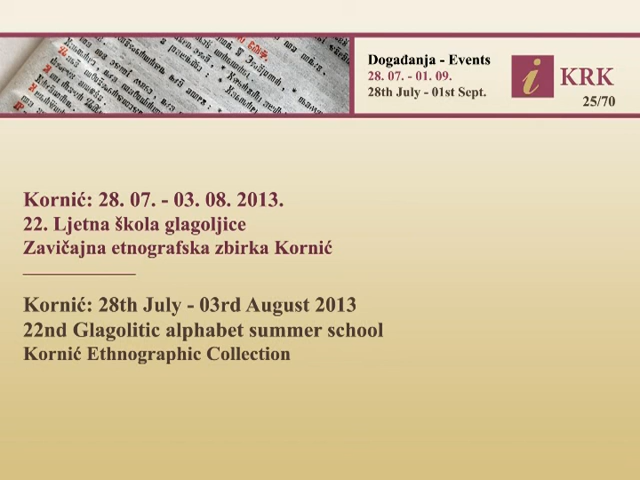 Događanja - Events
28. 07. - 01. 09.
28th July - 01st Sept.
i KRK
25/70
Kornić: 28. 07. - 03. 08. 2013.
22. Ljetna škola glagoljice
Zavičajna etnografska zbirka Kornić
Kornić: 28th July - 03rd August 2013
22nd Glagolitic alphabet summer school
Kornić Ethnographic Collection